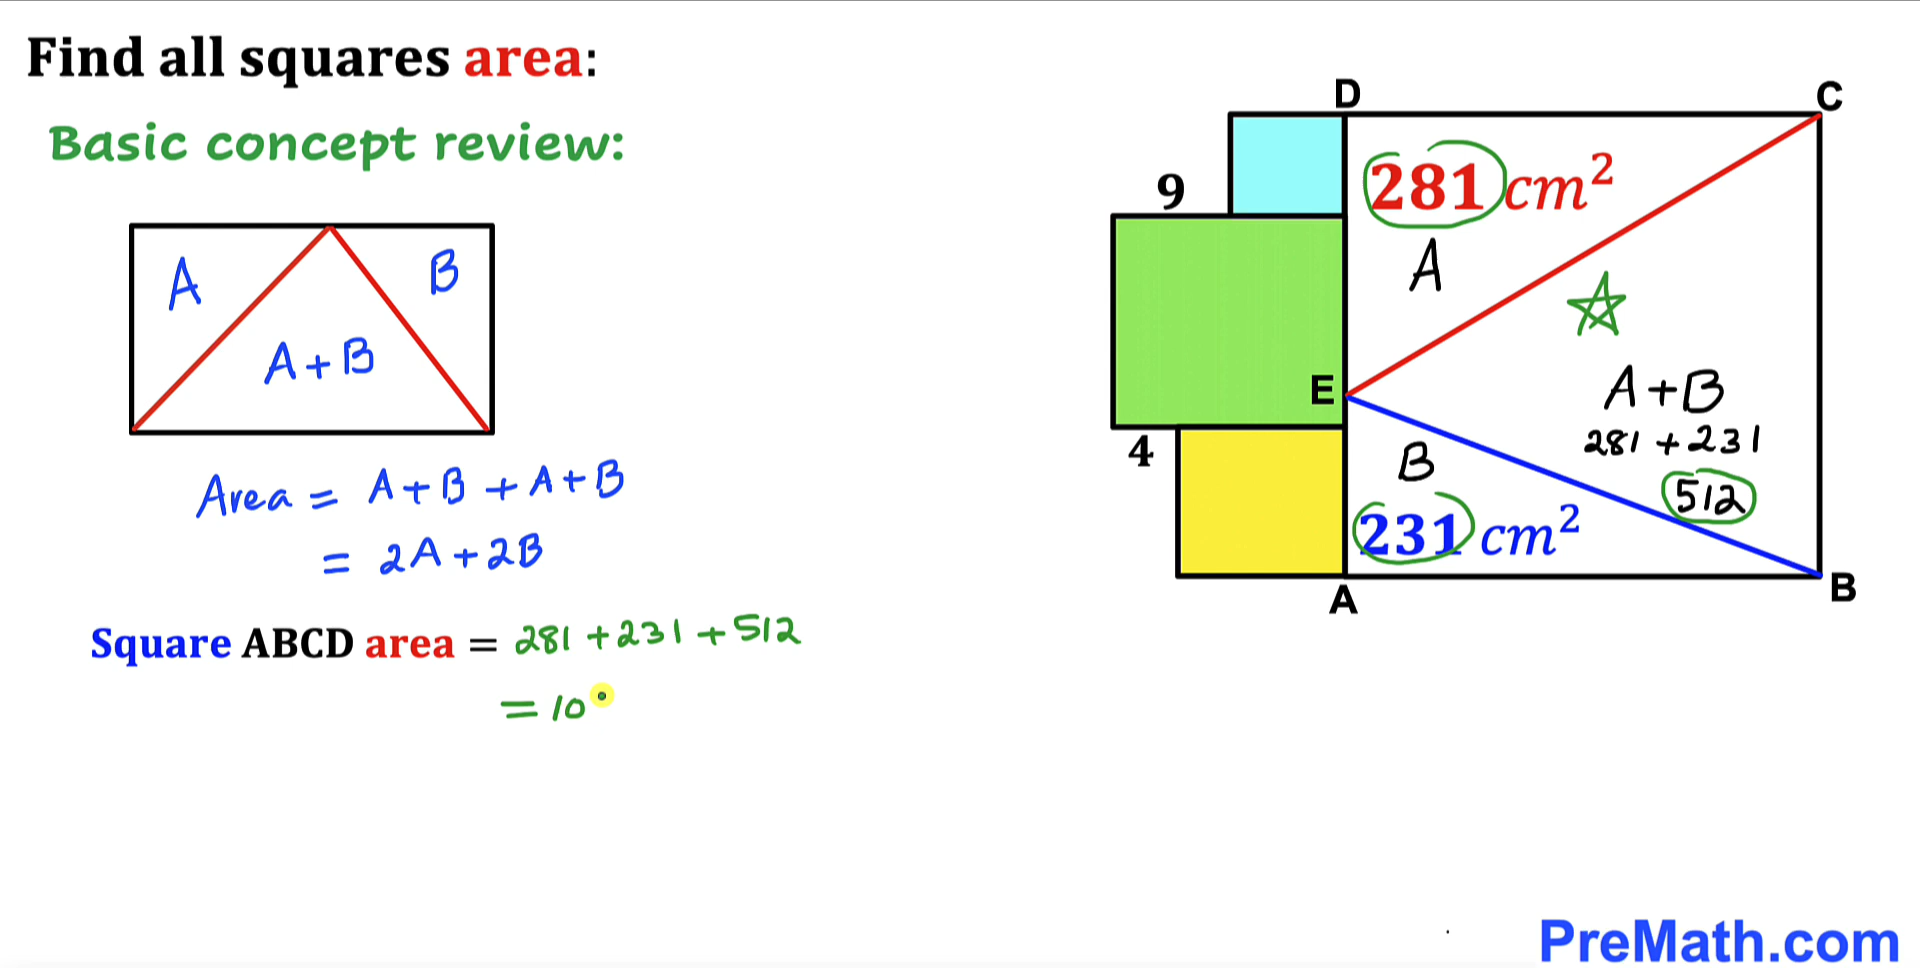 Find all squares area:
Basic concept review:
A
B
A+B
Area = A+B +A+B
= 2A+2B
Square ABCD area = 281 +231 +512
= 10
D
C
9
281 cm²
A
E
A+B
281 +231
512
4
B
231 cm²
A
B
PreMath.com